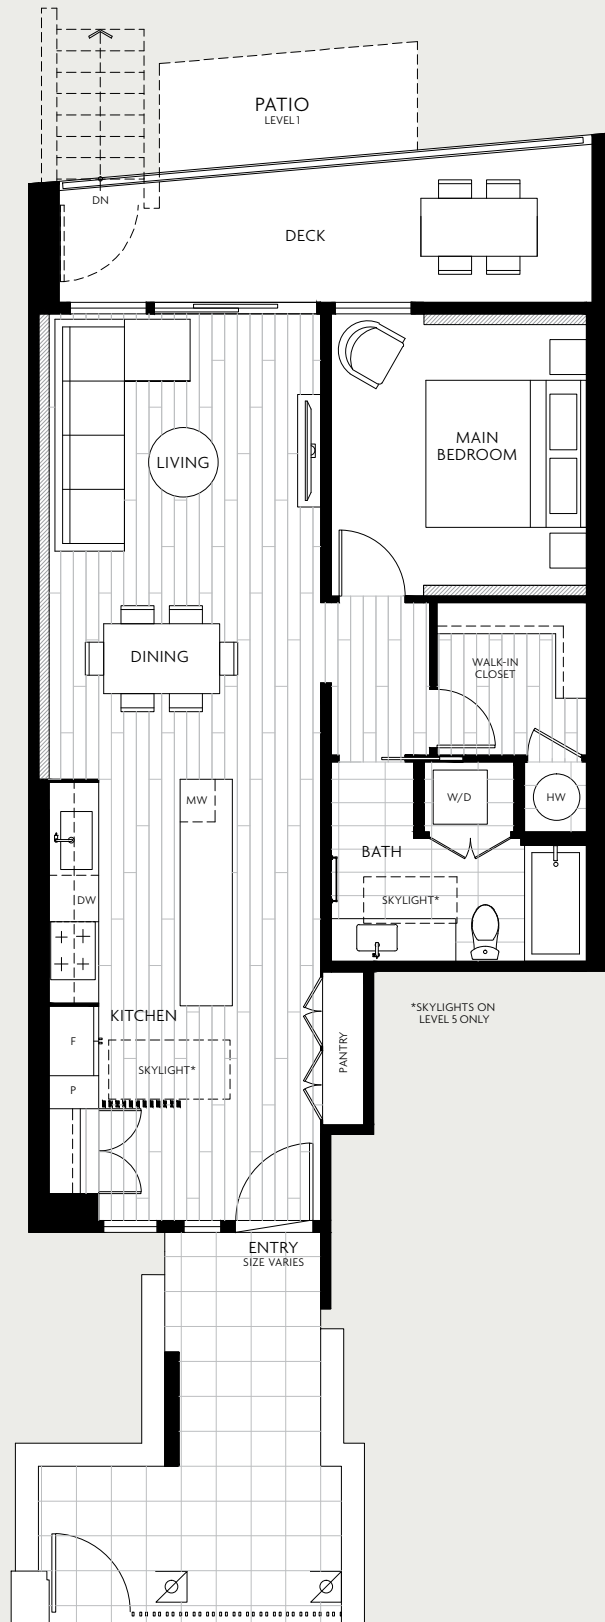 PATIO
LEVEL 1
DN
DECK
LIVING
MAIN
BEDROOM
DINING
WALK-IN
CLOSET
MW
W/D
HW
BATH
DW
SKYLIGHT*
KITCHEN
*SKYLIGHTS ON
LEVEL 5 ONLY
F
PANTRY
SKYLIGHT*
P
ENTRY
SIZE VARIES